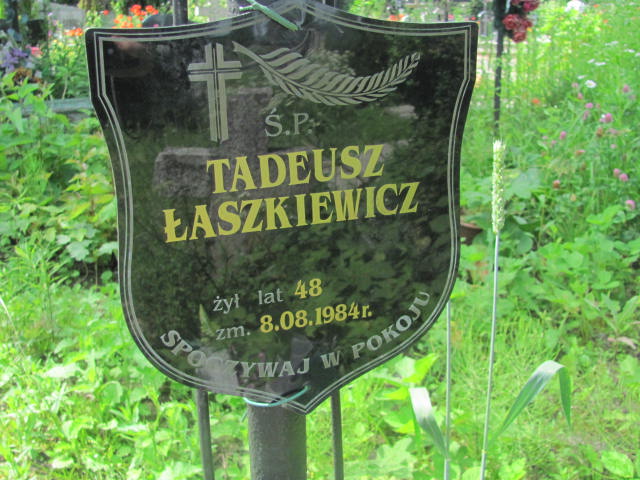 Ś.P.
TADEUSZ
ŁASZKIEWICZ
żył lat 48
zm. 8.08.1984r.
SPOCZYWAJ W POKOJU